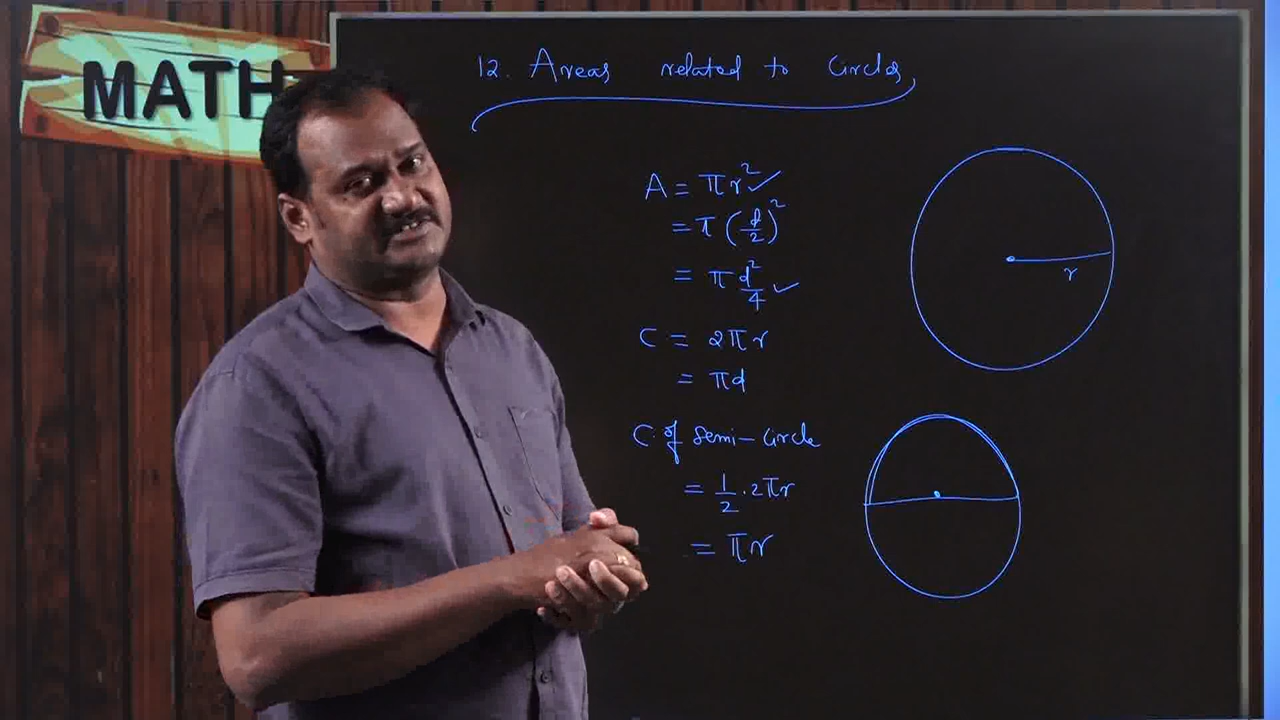 MATH
12. Areas related to Circles
A = πr² ✓
= π(d/2)²
= π d²/4 ✓
C = 2πr
= πd
r
C. of Semi-Circle
= 1/2 . 2πr
= πr